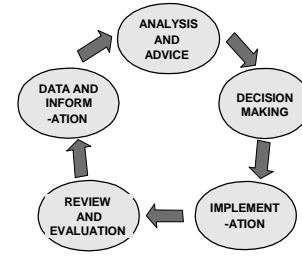 ANALYSIS
AND
ADVICE
DECISION
MAKING
IMPLEMENT
-ATION
REVIEW
AND
EVALUATION
DATA AND
INFORM
-ATION